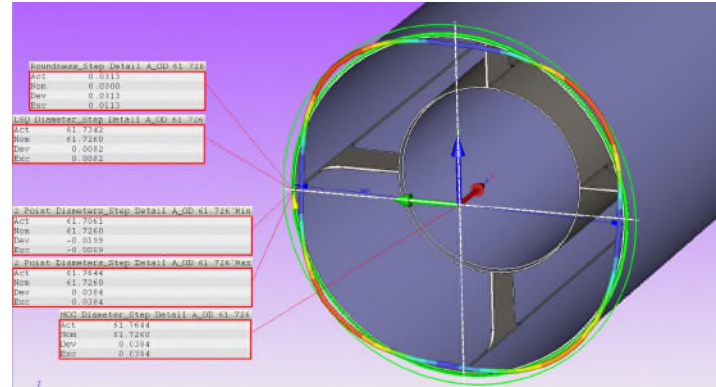 Roundness_Step Detail A_OD 61.726
Act 0.0313
Nom 0.0000
Dev 0.0313
Exc 0.0113
LSQ Diameter_Step Detail A_OD 61.726
Act 61.7342
Nom 61.7260
Dev 0.0082
Exc 0.0082
2 Point Diameters_Step Detail A_OD 61.726~Min
Act 61.7061
Nom 61.7260
Dev -0.0199
Exc
2 Point Diameters_Step Detail A_OD 61.726~Max
Act 61.7644
Nom 61.7260
Dev 0.0384
Exc 0.0384
MCC Diameter_Step Detail A_OD 61.726
Act 61.7644
Nom 61.7260
Dev 0.0384
Exc 0.0384